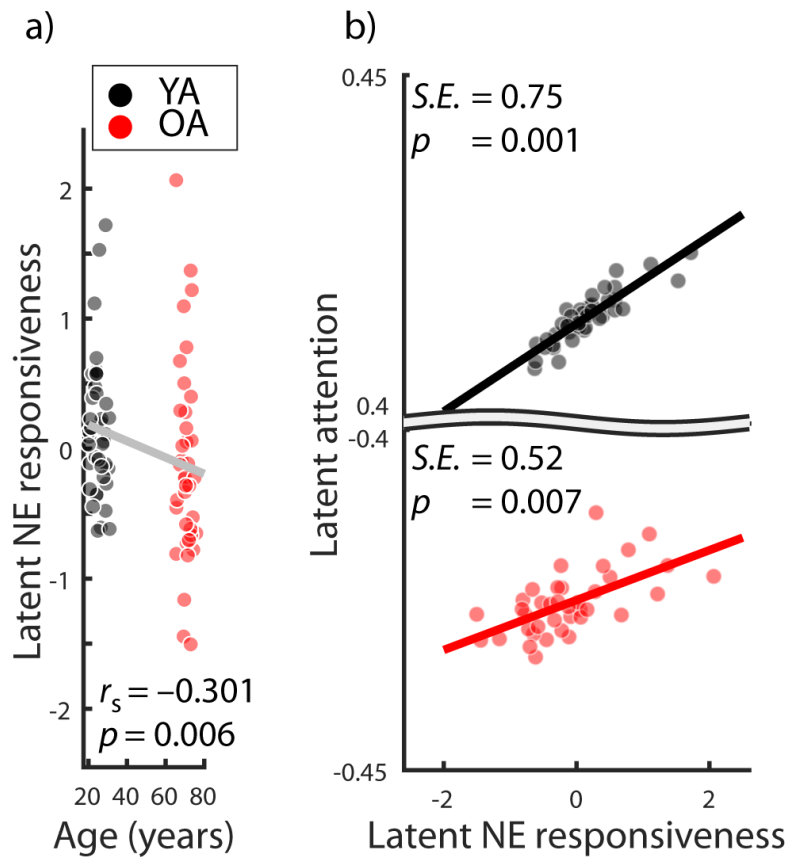 a)
YA
OA
Latent NE responsiveness
2
1
0
-1
-2
r_s = –0.301
p = 0.006
20 40 60 80
Age (years)
b)
0.45
S.E. = 0.75
p = 0.001
Latent attention
0.4
-0.4
S.E. = 0.52
p = 0.007
-0.45
-2 0 2
Latent NE responsiveness